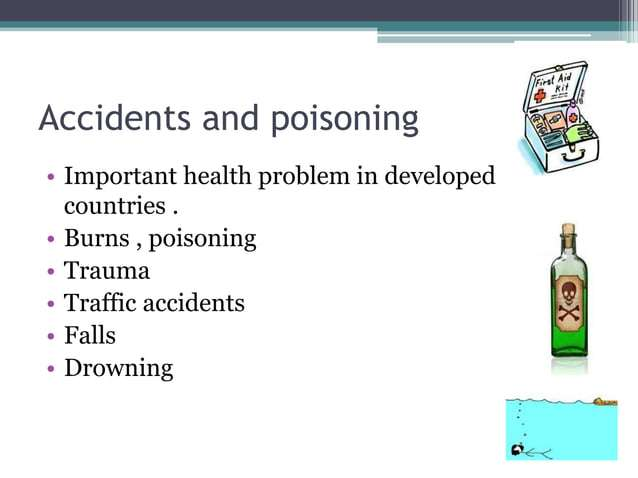 First Aid
Kit
Accidents and poisoning
• Important health problem in developed
countries .
• Burns , poisoning
• Trauma
• Traffic accidents
• Falls
• Drowning